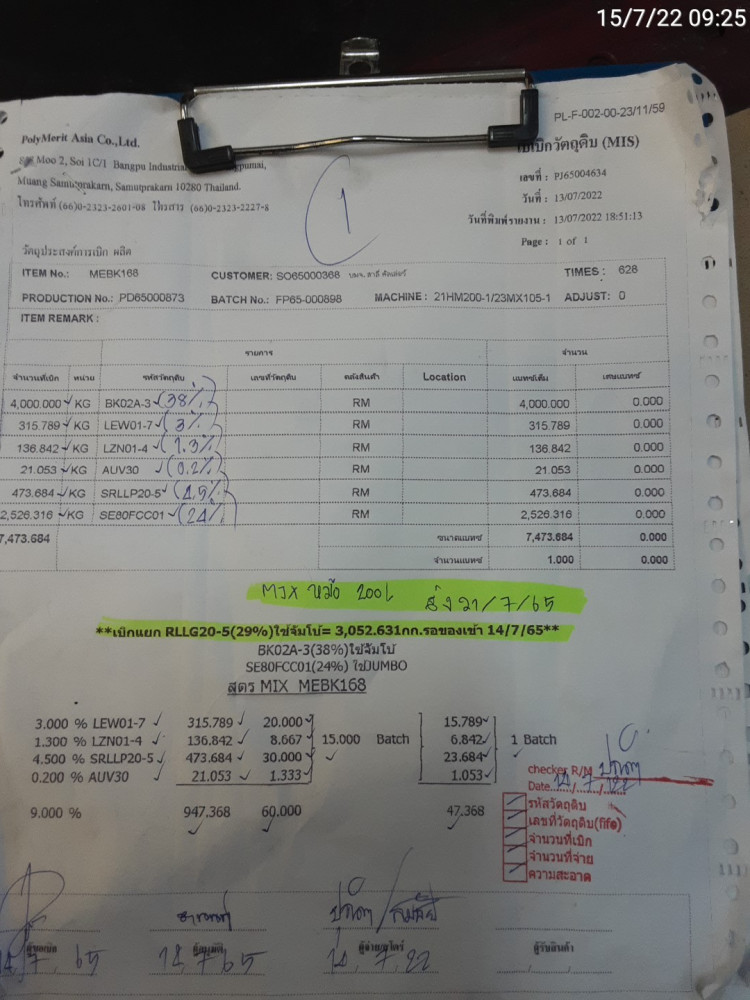 15/7/22 09:25
PL-F-002-00-23/11/59
PolyMerit Asia Co.,Ltd.
ใบเบิกวัตถุดิบ (MIS)
Moo 2, Soi 1C/1 Bangpu
Muang Samutprakarn, Samutprakarn 10280 Thailand.
เลขที่ : PJ65004634
โทรศัพท์ (66)0-2323-2601-08 โทรสาร (66)0-2323-2227-8
วันที่ : 13/07/2022
วันที่พิมพ์รายงาน : 13/07/2022 18:51:13
1
Page : 1 of 1
วัตถุประสงค์การเบิก ผลิต
ITEM No.: MEBK168 CUSTOMER: SO65000368 TIMES : 628
PRODUCTION No.: PD65000873 BATCH No.: FP65-000898 MACHINE : 21HM200-1/23MX105-1 ADJUST: 0
ITEM REMARK :
รายการ จำนวน
จำนวนที่เบิก หน่วย รหัสวัตถุดิบ เลขที่วัตถุดิบ คลังสินค้า Location แบทช์เต็ม เศษแบทช์
4,000.000 KG BK02A-3 (38%) RM 4,000.000 0.000
315.789 KG LEW01-7 (3%) RM 315.789 0.000
136.842 KG LZN01-4 (1.3%) RM 136.842 0.000
21.053 KG AUV30 (0.2%) RM 21.053 0.000
473.684 KG SRLLP20-5 (4.5%) RM 473.684 0.000
2,526.316 KG SE80FCC01 (24%) RM 2,526.316 0.000
7,473.684 ขนาดแบทช์ 7,473.684 0.000
จำนวนแบทช์ 1.000 0.000
MIX หม้อ 200L ส่ง 21/7/65
**เบิกแยก RLLG20-5(29%)ใช้จัมโบ้= 3,052.631กก.รอของเข้า 14/7/65**
BK02A-3(38%)ใช้จัมโบ้
SE80FCC01(24%) ใช้JUMBO
สูตร MIX MEBK168
3.000 % LEW01-7 315.789 20.000 15.789
1.300 % LZN01-4 136.842 8.667 15.000 Batch 6.842 1 Batch
4.500 % SRLLP20-5 473.684 30.000 23.684
0.200 % AUV30 21.053 1.333 1.053
9.000 % 947.368 60.000 47.368
checker R/M
Date 14/7/22
รหัสวัตถุดิบ
เลขที่วัตถุดิบ(fifo)
จำนวนที่เบิก
จำนวนที่จ่าย
ความสะอาด
ผู้ขอเบิก ผู้อนุมัติ ผู้รับสินค้า
14, 7, 65 14, 7, 65 14, 7, 22